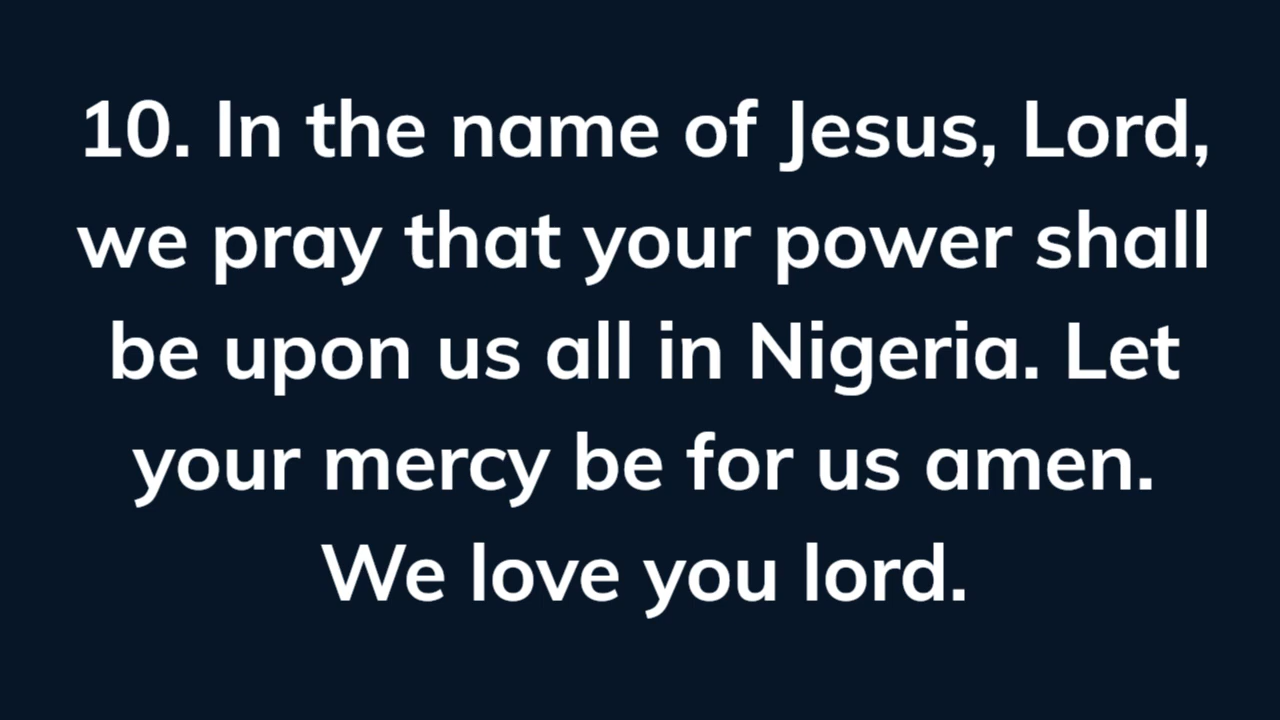 10. In the name of Jesus, Lord,
we pray that your power shall
be upon us all in Nigeria. Let
your mercy be for us amen.
We love you lord.